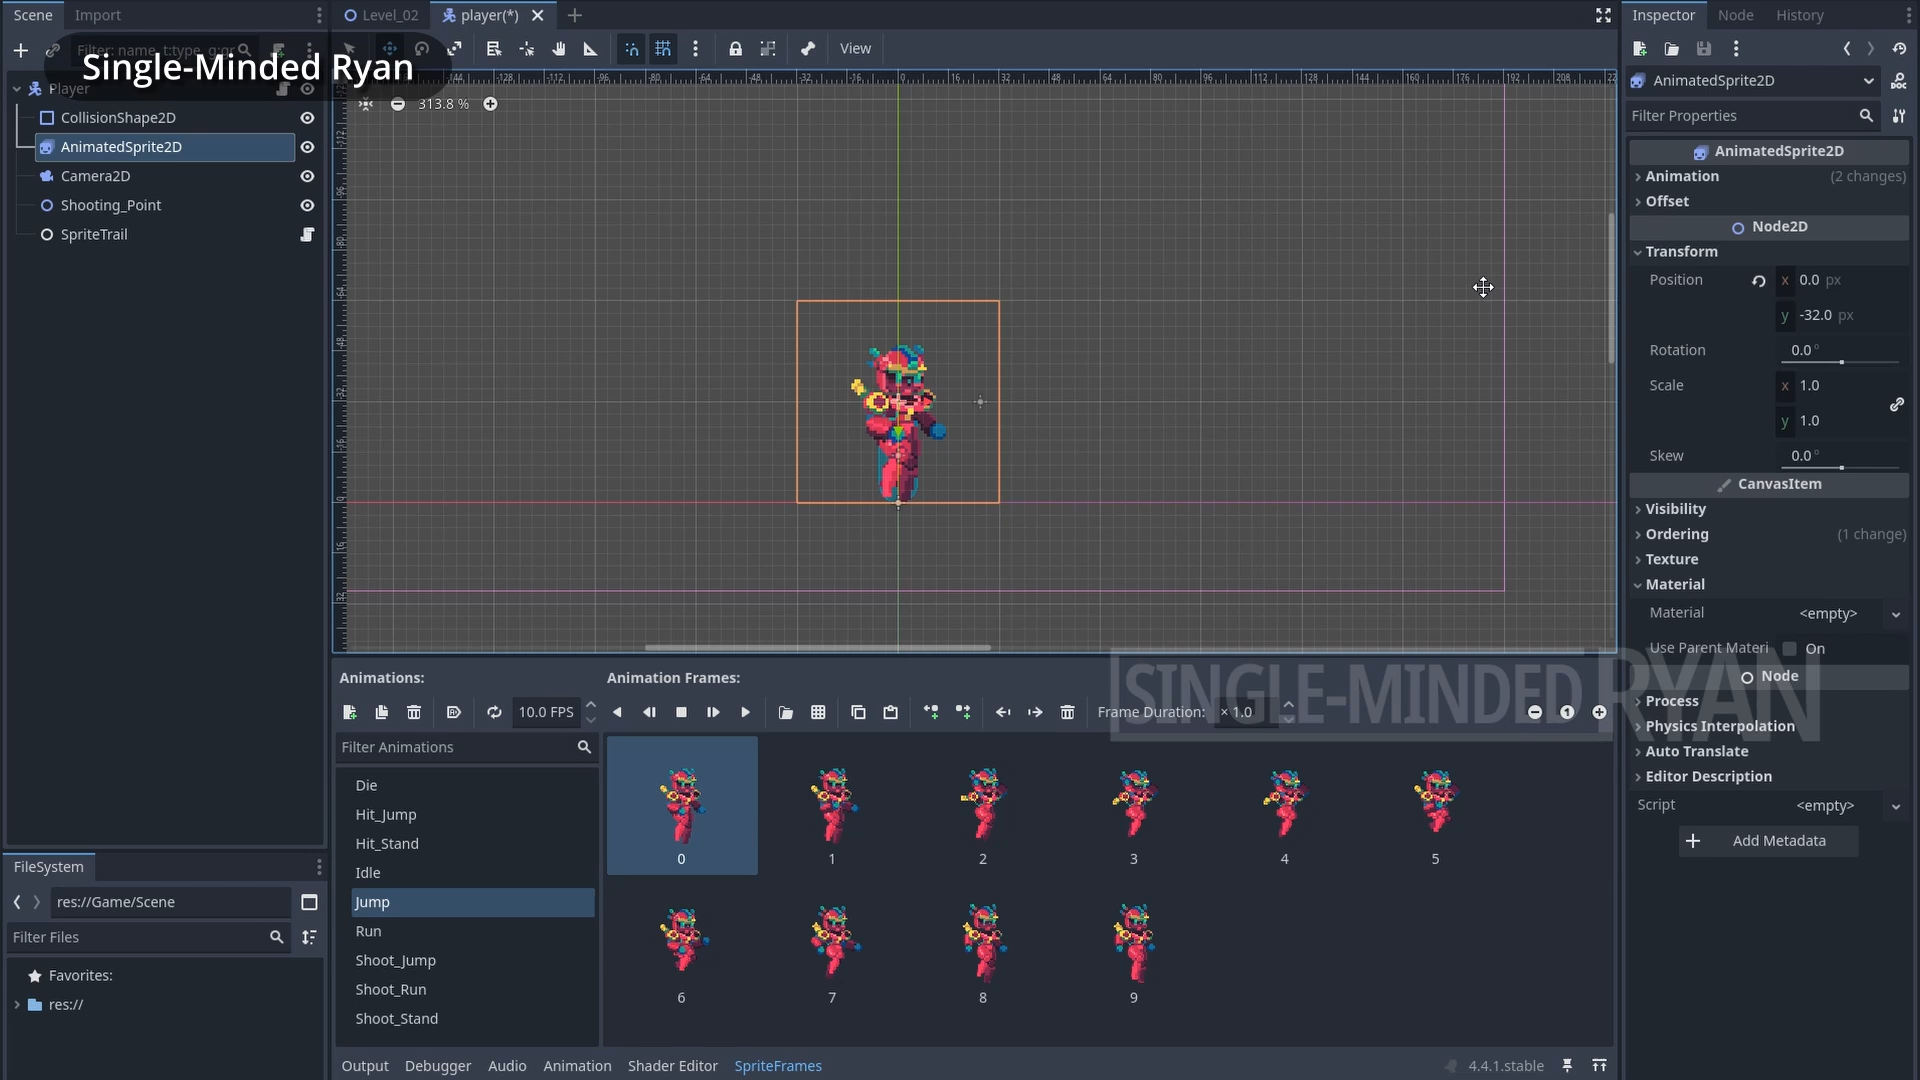 Scene
Import
Level_02
player(*)
Inspector
Node
History
Single-Minded Ryan
View
Player
313.8 %
CollisionShape2D
AnimatedSprite2D
Camera2D
Shooting_Point
SpriteTrail
AnimatedSprite2D
Filter Properties
AnimatedSprite2D
Animation (2 changes)
Offset
Node2D
Transform
Position x 0.0 px
y -32.0 px
Rotation 0.0 °
Scale x 1.0
y 1.0
Skew 0.0 °
CanvasItem
Visibility
Ordering (1 change)
Texture
Material
Material <empty>
Use Parent Materi On
Node
Process
Physics Interpolation
Auto Translate
Editor Description
Script <empty>
Add Metadata
SINGLE-MINDED RYAN
Animations:
10.0 FPS
Filter Animations
Die
Hit_Jump
Hit_Stand
Idle
Jump
Run
Shoot_Jump
Shoot_Run
Shoot_Stand
Animation Frames:
Frame Duration: × 1.0
0 1 2 3 4 5
6 7 8 9
FileSystem
res://Game/Scene
Filter Files
Favorites:
res://
Output Debugger Audio Animation Shader Editor SpriteFrames
4.4.1.stable